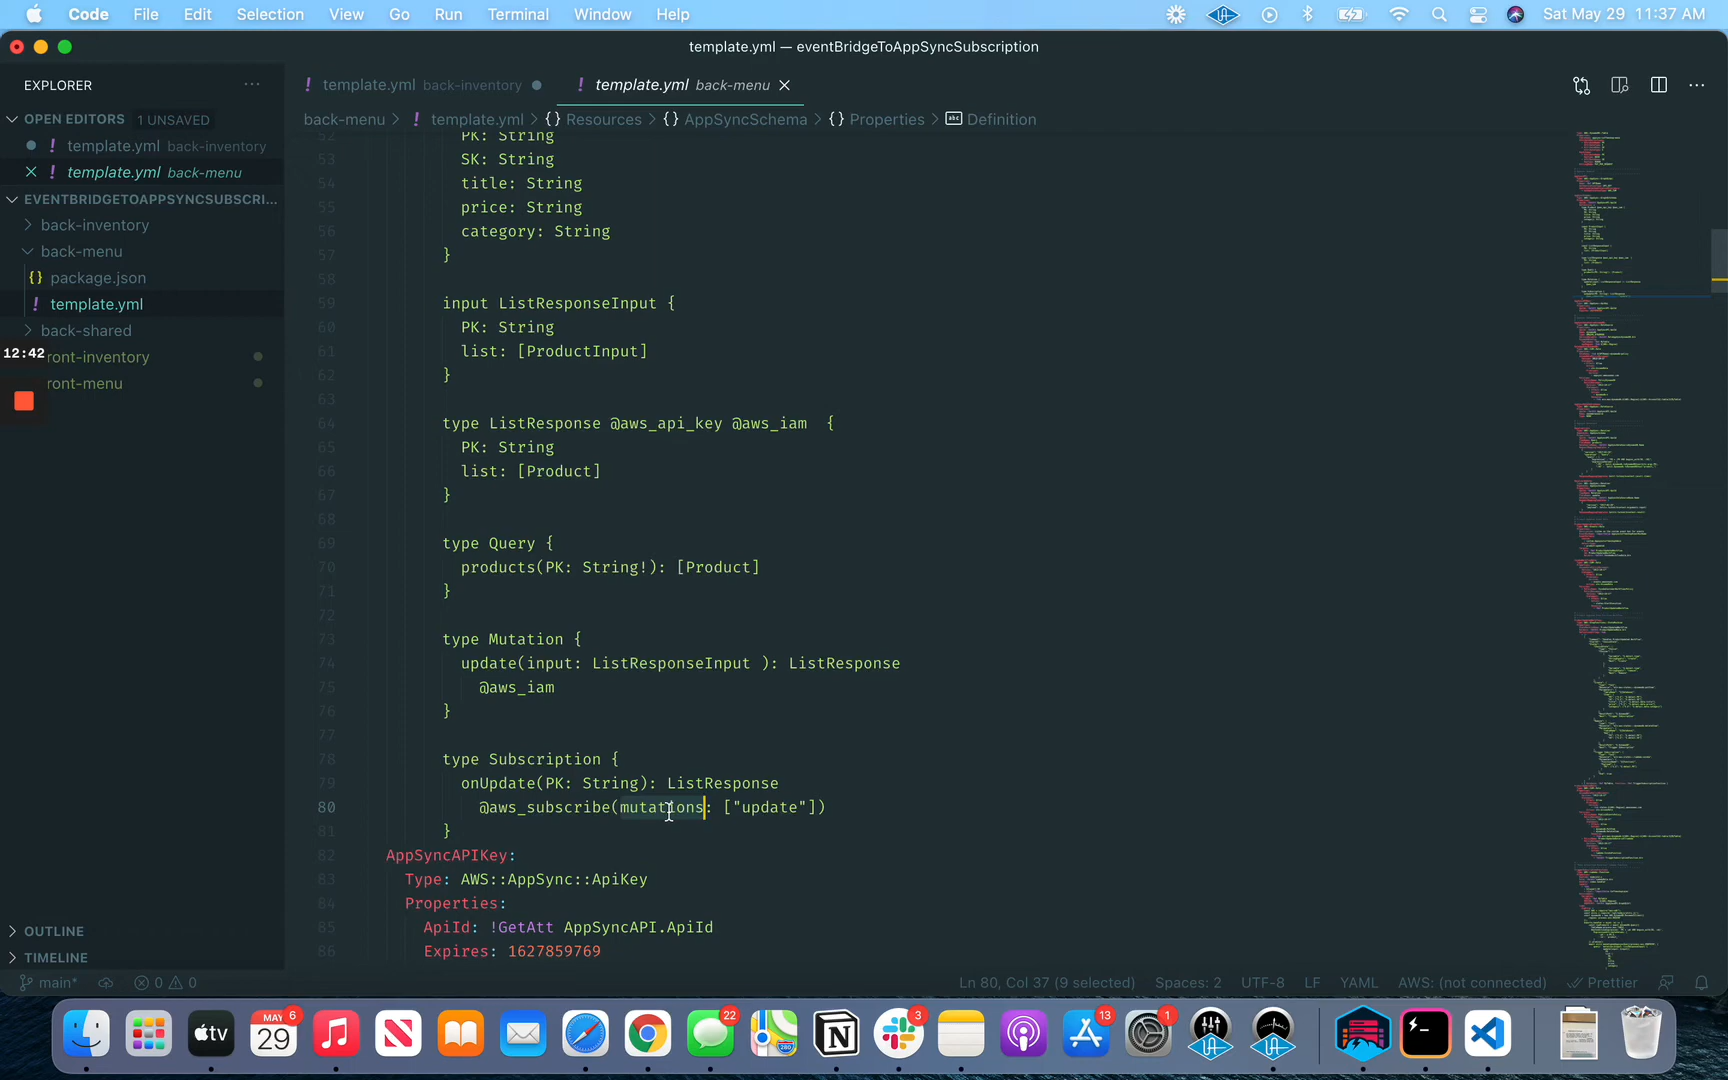 Code File Edit Selection View Go Run Terminal Window Help Sat May 29 11:37 AM
template.yml — eventBridgeToAppSyncSubscription
EXPLORER
template.yml back-inventory
template.yml back-menu
OPEN EDITORS 1 UNSAVED
back-menu > template.yml > {} Resources > {} AppSyncSchema > {} Properties > Definition
template.yml back-inventory
template.yml back-menu
EVENTBRIDGETOAPPSYNCSUBSCRI...
back-inventory
back-menu
package.json
template.yml
back-shared
12:42
ront-inventory
ront-menu
52 PK: String
53 SK: String
54 title: String
55 price: String
56 category: String
57 }
58
59 input ListResponseInput {
60 PK: String
61 list: [ProductInput]
62 }
63
64 type ListResponse @aws_api_key @aws_iam {
65 PK: String
66 list: [Product]
67 }
68
69 type Query {
70 products(PK: String!): [Product]
71 }
72
73 type Mutation {
74 update(input: ListResponseInput ): ListResponse
75 @aws_iam
76 }
77
78 type Subscription {
79 onUpdate(PK: String): ListResponse
80 @aws_subscribe(mutations: ["update"])
81 }
82 AppSyncAPIKey:
83 Type: AWS::AppSync::ApiKey
84 Properties:
85 ApiId: !GetAtt AppSyncAPI.ApiId
86 Expires: 1627859769
OUTLINE
TIMELINE
main* 0 0 Ln 80, Col 37 (9 selected) Spaces: 2 UTF-8 LF YAML AWS: (not connected) Prettier
tv MAY 29 6 22 3 13 1